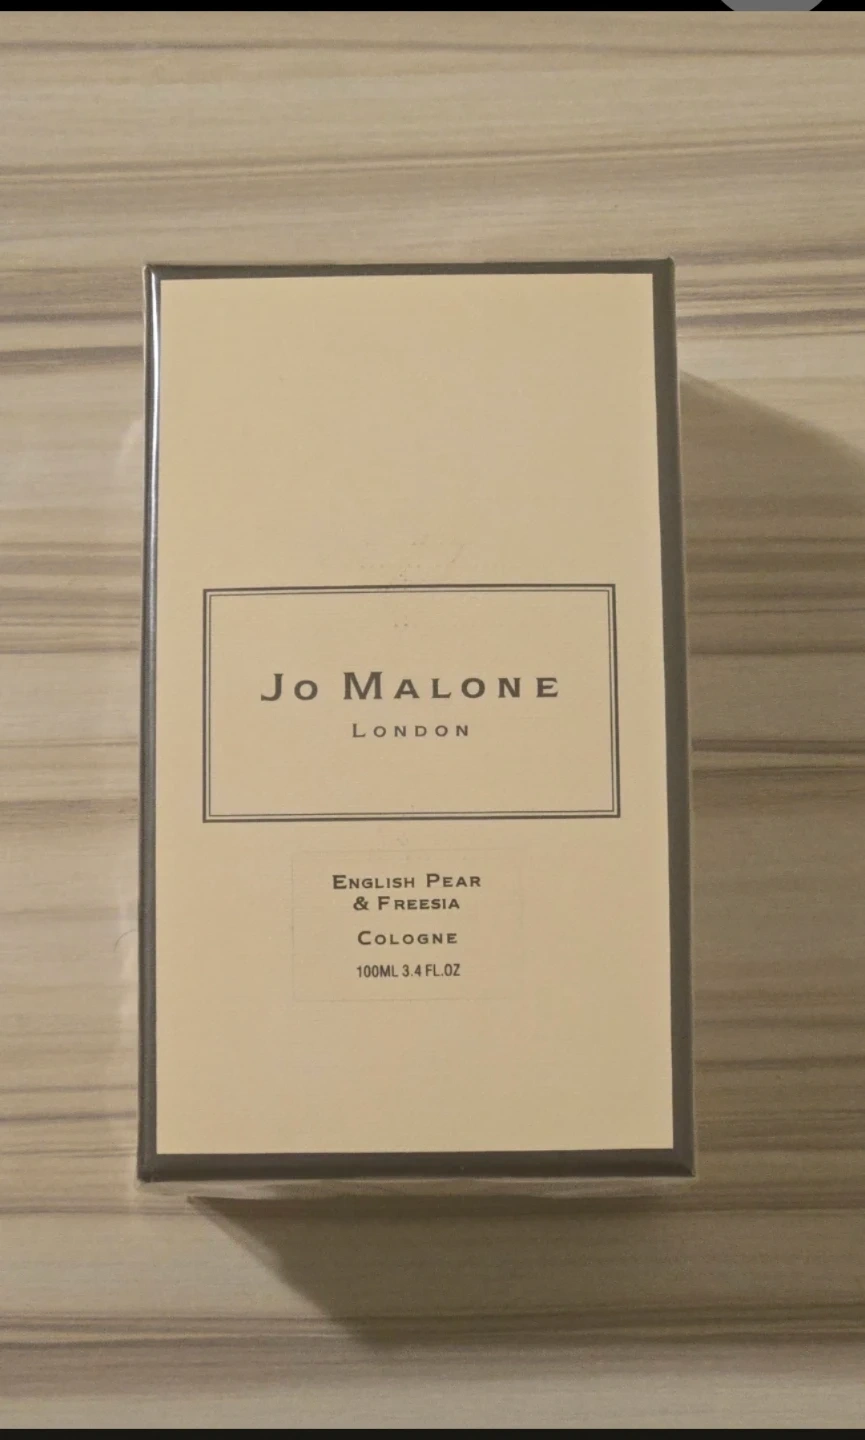 Jo Malone
London
English Pear
& Freesia
Cologne
100ML 3.4 FL.OZ